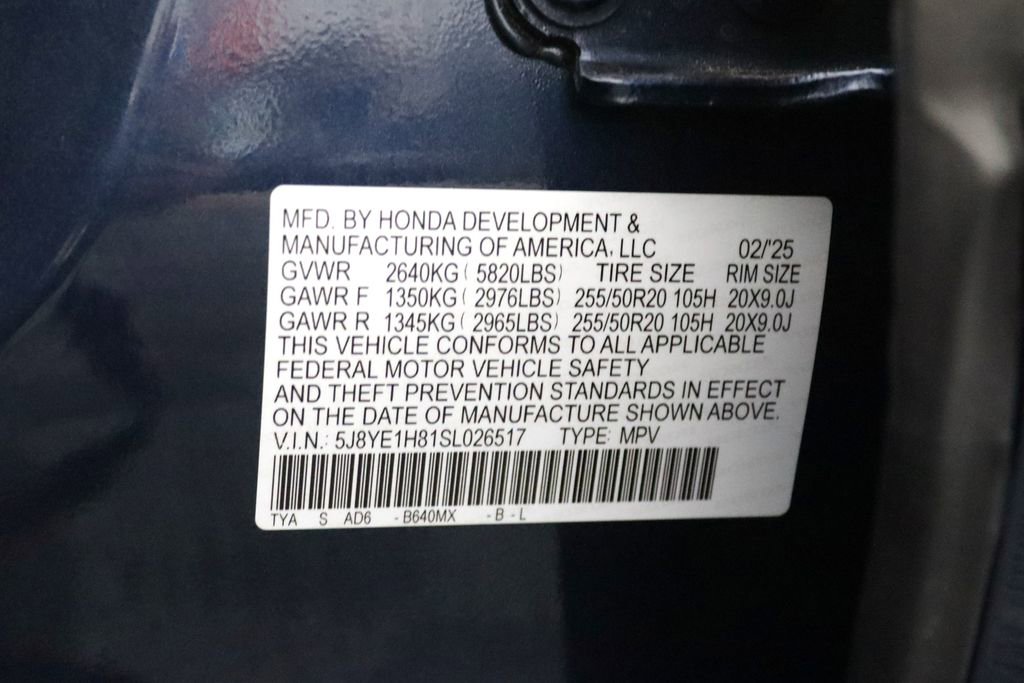 MFD. BY HONDA DEVELOPMENT &
MANUFACTURING OF AMERICA, LLC 02/'25
GVWR 2640KG ( 5820LBS) TIRE SIZE RIM SIZE
GAWR F 1350KG ( 2976LBS) 255/50R20 105H 20X9.0J
GAWR R 1345KG ( 2965LBS) 255/50R20 105H 20X9.0J
THIS VEHICLE CONFORMS TO ALL APPLICABLE
FEDERAL MOTOR VEHICLE SAFETY
AND THEFT PREVENTION STANDARDS IN EFFECT
ON THE DATE OF MANUFACTURE SHOWN ABOVE.
V.I.N.: 5J8YE1H81SL026517 TYPE: MPV
TYA S AD6 -B640MX -B -L